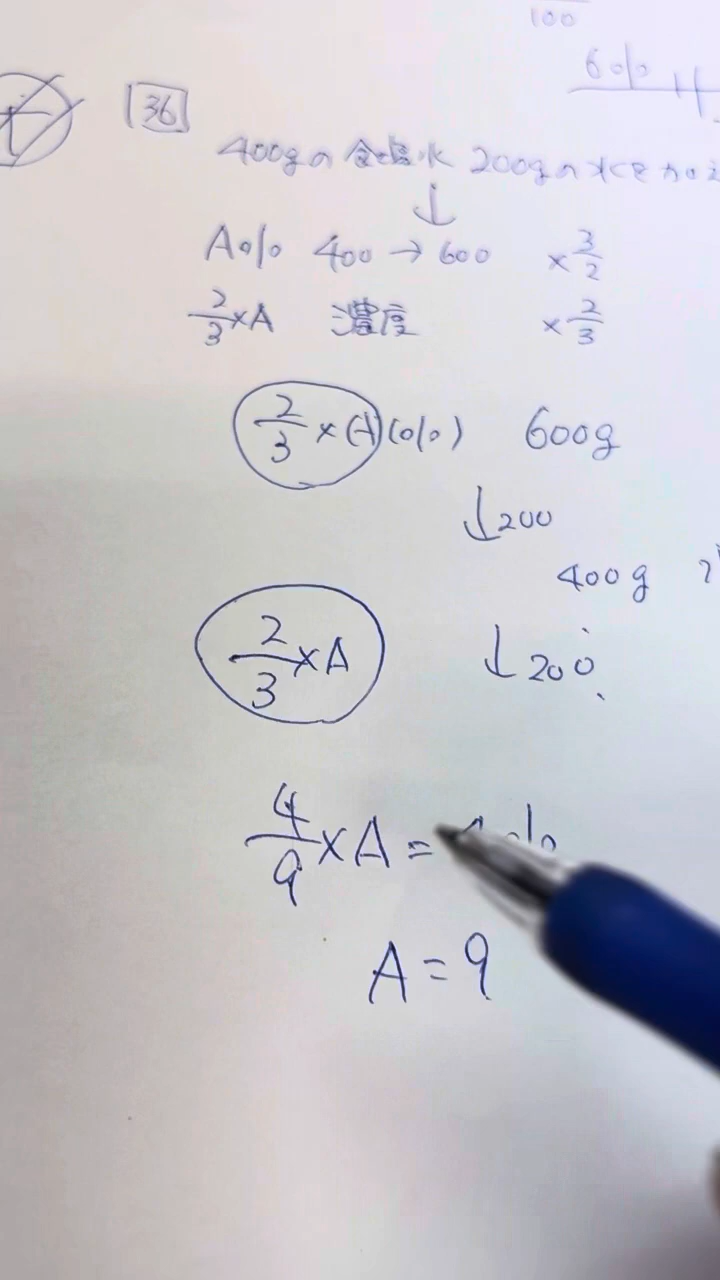 100
6%
36
400gの食塩水 200gの水を加え
↓
A% 400→600 ×3/2
2/3×A 濃度 ×2/3
2/3×A(%) 600g
↓200
400g
2/3×A ↓200
4/9×A=4%
A=9